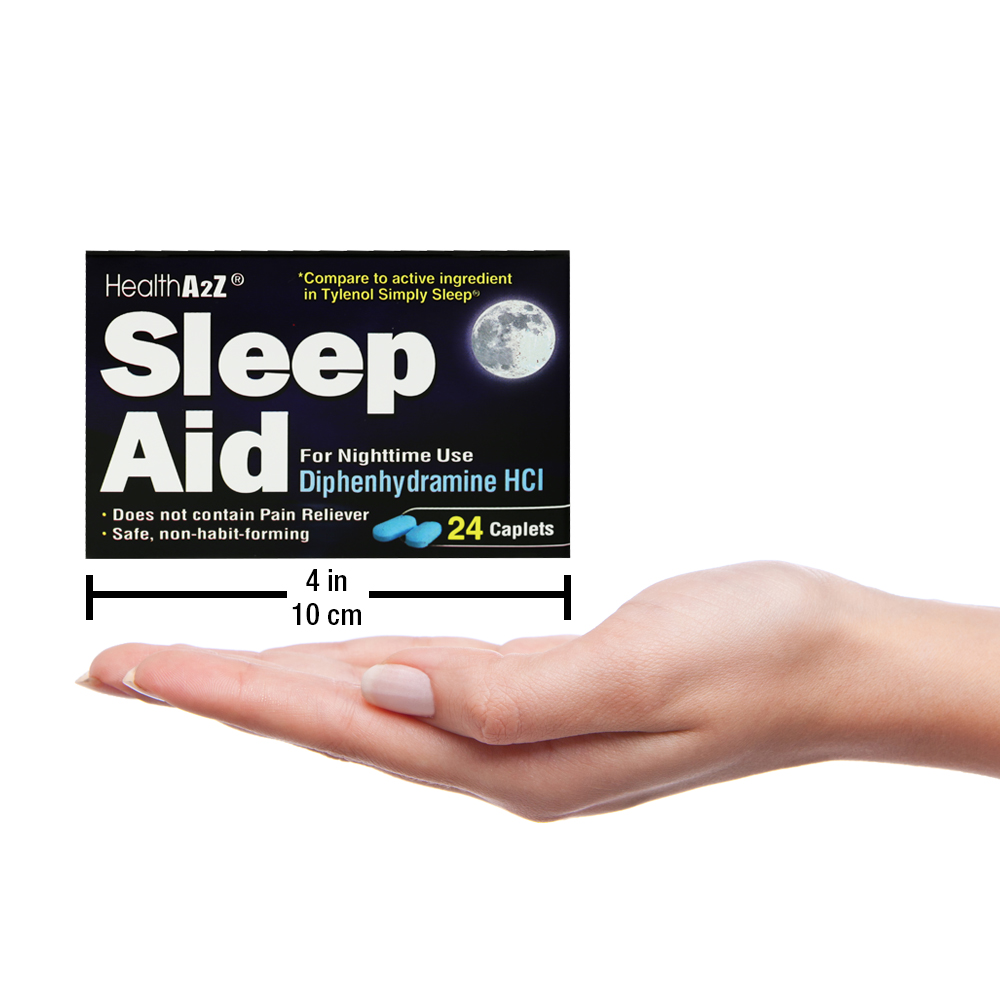 HealthA2Z®
*Compare to active ingredient
in Tylenol Simply Sleep®
Sleep
Aid
For Nighttime Use
Diphenhydramine HCl
• Does not contain Pain Reliever
• Safe, non-habit-forming
24 Caplets
4 in
10 cm